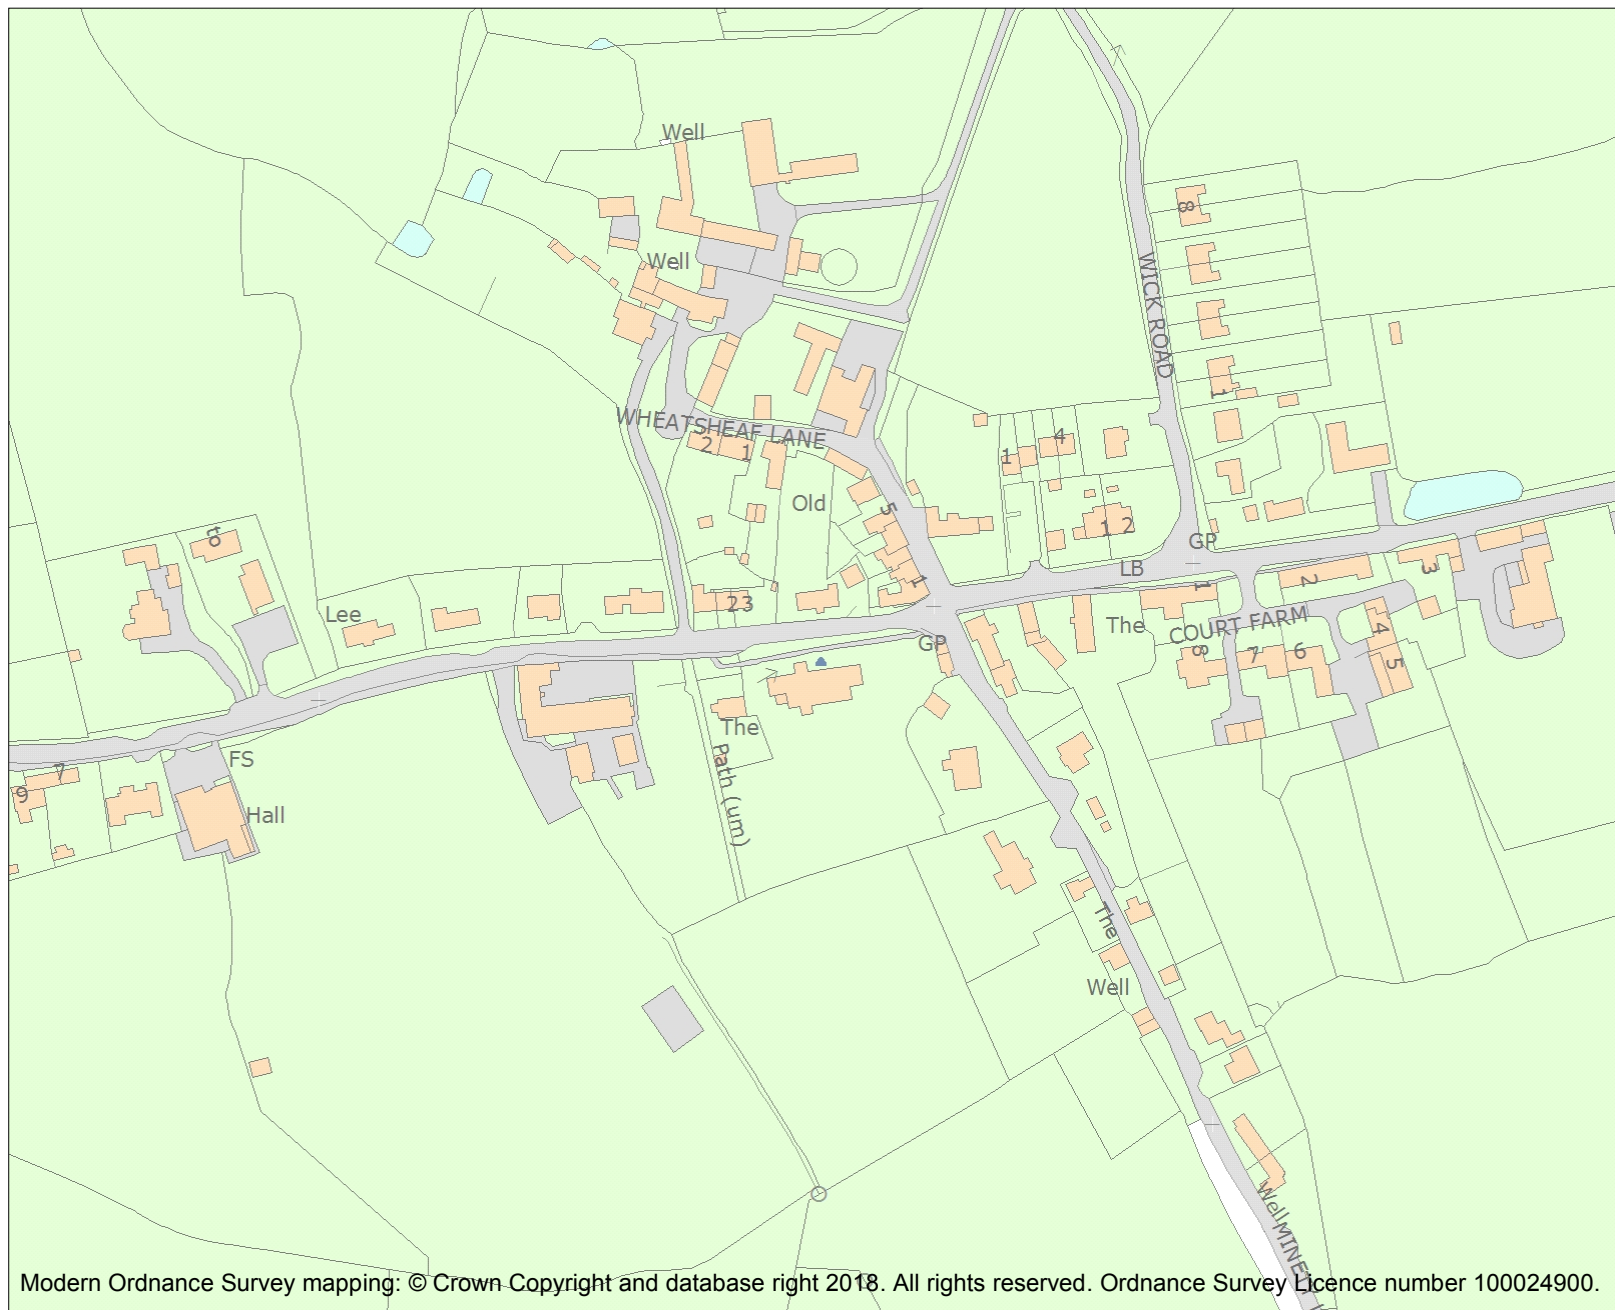 Well
8
Well
WICK ROAD
1
WHEATSHEAF LANE
2
1
4
1
Old
5
1 2
to
GP
LB
1
2
3
1
23
Lee
The
COURT FARM
4
GP
8
7
6
5
The
Path (um)
FS
7
9
Hall
The
Well
Well
Modern Ordnance Survey mapping: © Crown Copyright and database right 2018. All rights reserved. Ordnance Survey Licence number 100024900.